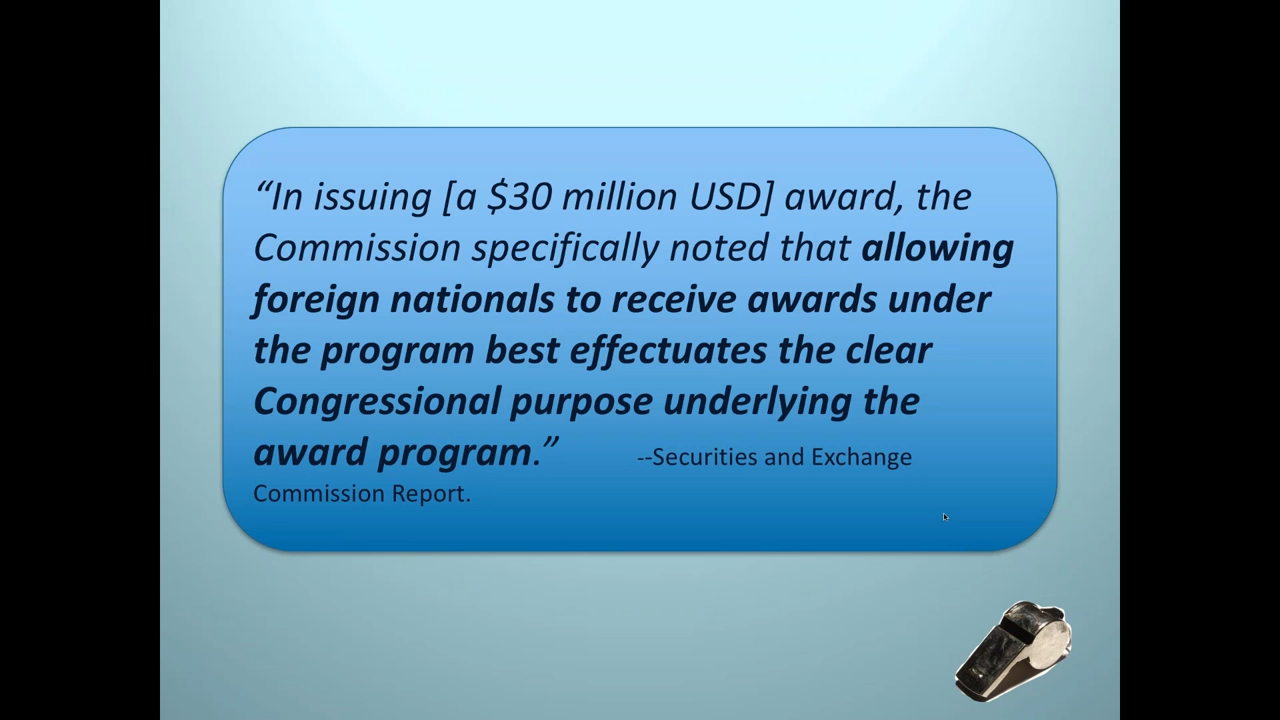 “In issuing [a $30 million USD] award, the
Commission specifically noted that allowing
foreign nationals to receive awards under
the program best effectuates the clear
Congressional purpose underlying the
award program.” --Securities and Exchange
Commission Report.